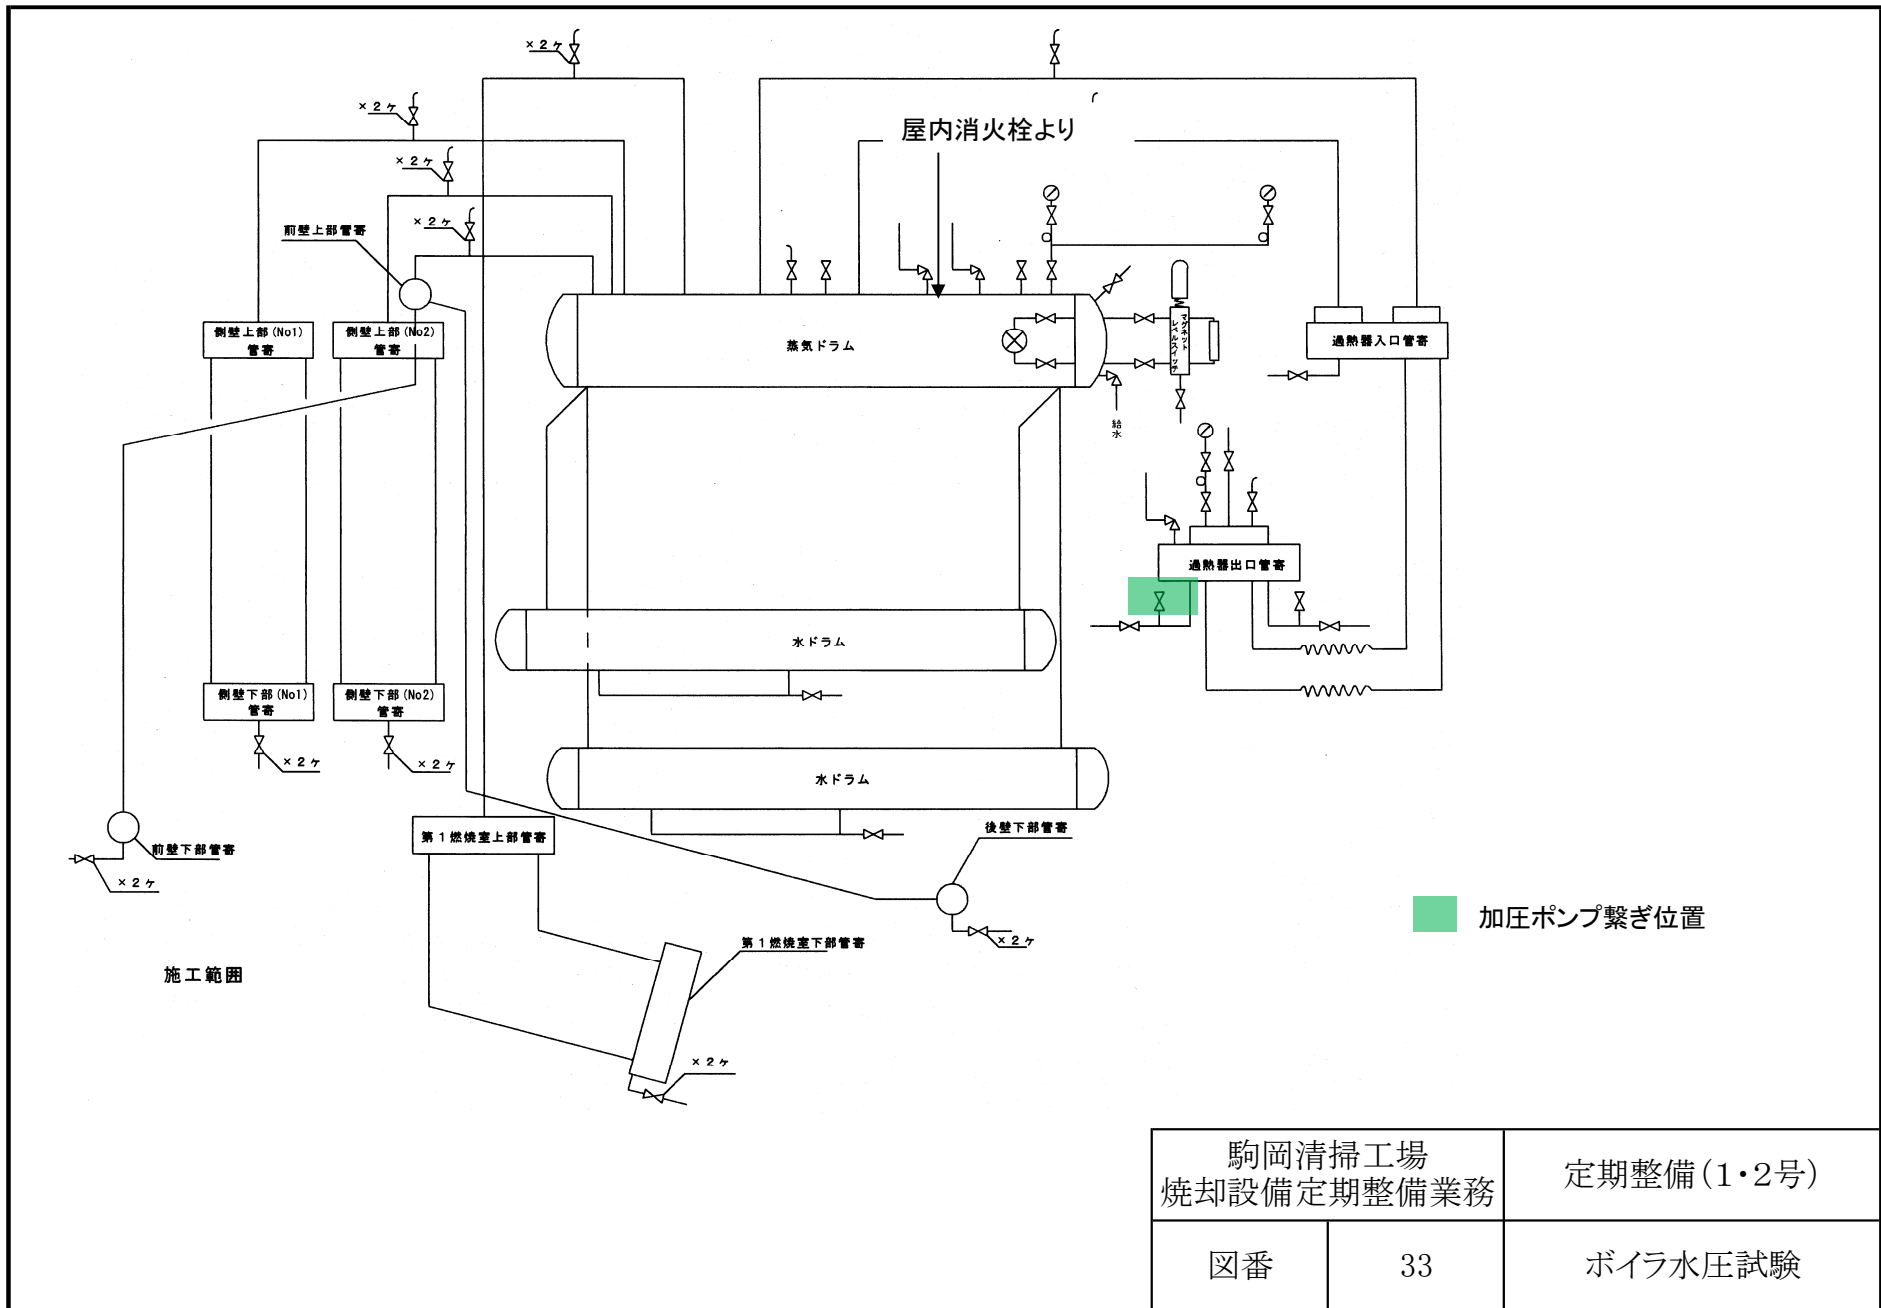 ×2ヶ
×2ヶ
屋内消火栓より
×2ヶ
×2ヶ
前壁上部管寄
側壁上部(No1)
管寄
側壁上部(No2)
管寄
蒸気ドラム
マグネット
レベルスイッチ
過熱器入口管寄
給水
過熱器出口管寄
水ドラム
側壁下部(No1)
管寄
側壁下部(No2)
管寄
×2ヶ
×2ヶ
水ドラム
第1燃焼室上部管寄
後壁下部管寄
前壁下部管寄
×2ヶ
加圧ポンプ繋ぎ位置
×2ヶ
第1燃焼室下部管寄
施工範囲
×2ヶ
駒岡清掃工場
焼却設備定期整備業務
定期整備(1・2号)
図番
33
ボイラ水圧試験